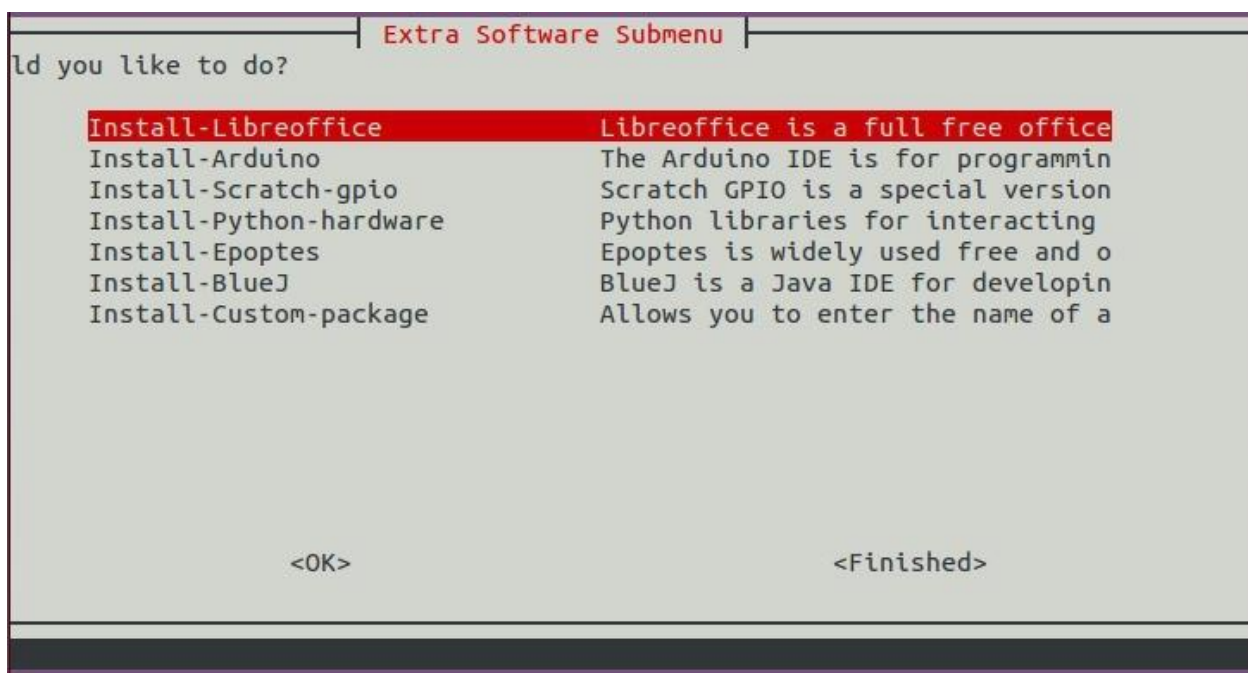 Extra Software Submenu
ld you like to do?
Install-Libreoffice Libreoffice is a full free office
Install-Arduino The Arduino IDE is for programmin
Install-Scratch-gpio Scratch GPIO is a special version
Install-Python-hardware Python libraries for interacting
Install-Epoptes Epoptes is widely used free and o
Install-BlueJ BlueJ is a Java IDE for developin
Install-Custom-package Allows you to enter the name of a
<OK> <Finished>